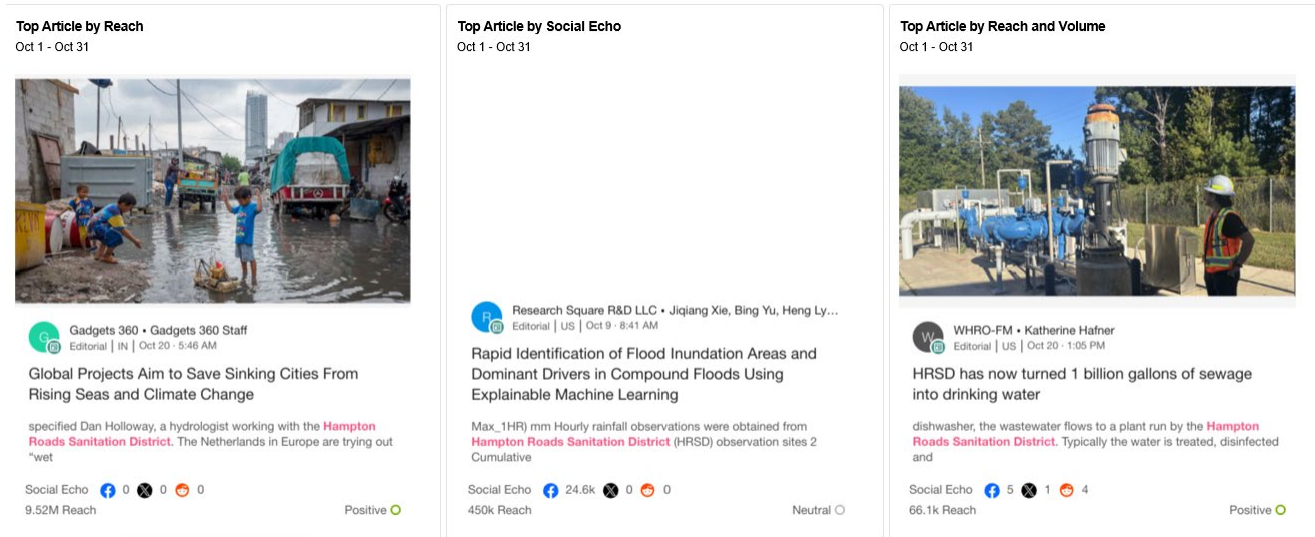 Top Article by Reach
Oct 1 - Oct 31
G
Gadgets 360 • Gadgets 360 Staff
Editorial | IN | Oct 20 · 5:46 AM
Global Projects Aim to Save Sinking Cities From
Rising Seas and Climate Change
specified Dan Holloway, a hydrologist working with the Hampton
Roads Sanitation District. The Netherlands in Europe are trying out
“wet
Social Echo 0 0 0
9.52M Reach Positive
Top Article by Social Echo
Oct 1 - Oct 31
R
Research Square R&D LLC • Jiqiang Xie, Bing Yu, Heng Ly…
Editorial | US | Oct 9 · 8:41 AM
Rapid Identification of Flood Inundation Areas and
Dominant Drivers in Compound Floods Using
Explainable Machine Learning
Max_1HR) mm Hourly rainfall observations were obtained from
Hampton Roads Sanitation District (HRSD) observation sites 2
Cumulative
Social Echo 24.6k 0 0
450k Reach Neutral
Top Article by Reach and Volume
Oct 1 - Oct 31
W
WHRO-FM • Katherine Hafner
Editorial | US | Oct 20 · 1:05 PM
HRSD has now turned 1 billion gallons of sewage
into drinking water
dishwasher, the wastewater flows to a plant run by the Hampton
Roads Sanitation District. Typically the water is treated, disinfected
and
Social Echo 5 1 4
66.1k Reach Positive